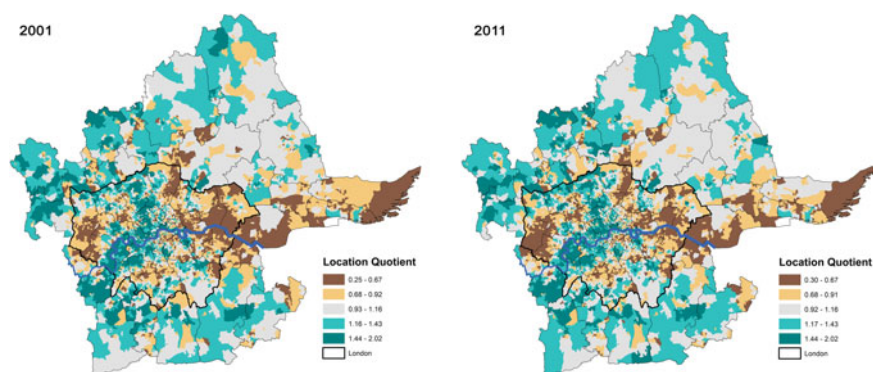 2001
Location Quotient
0.25 - 0.67
0.68 - 0.92
0.93 - 1.16
1.16 - 1.43
1.44 - 2.02
London
2011
Location Quotient
0.30 - 0.67
0.68 - 0.91
0.92 - 1.16
1.17 - 1.43
1.44 - 2.02
London